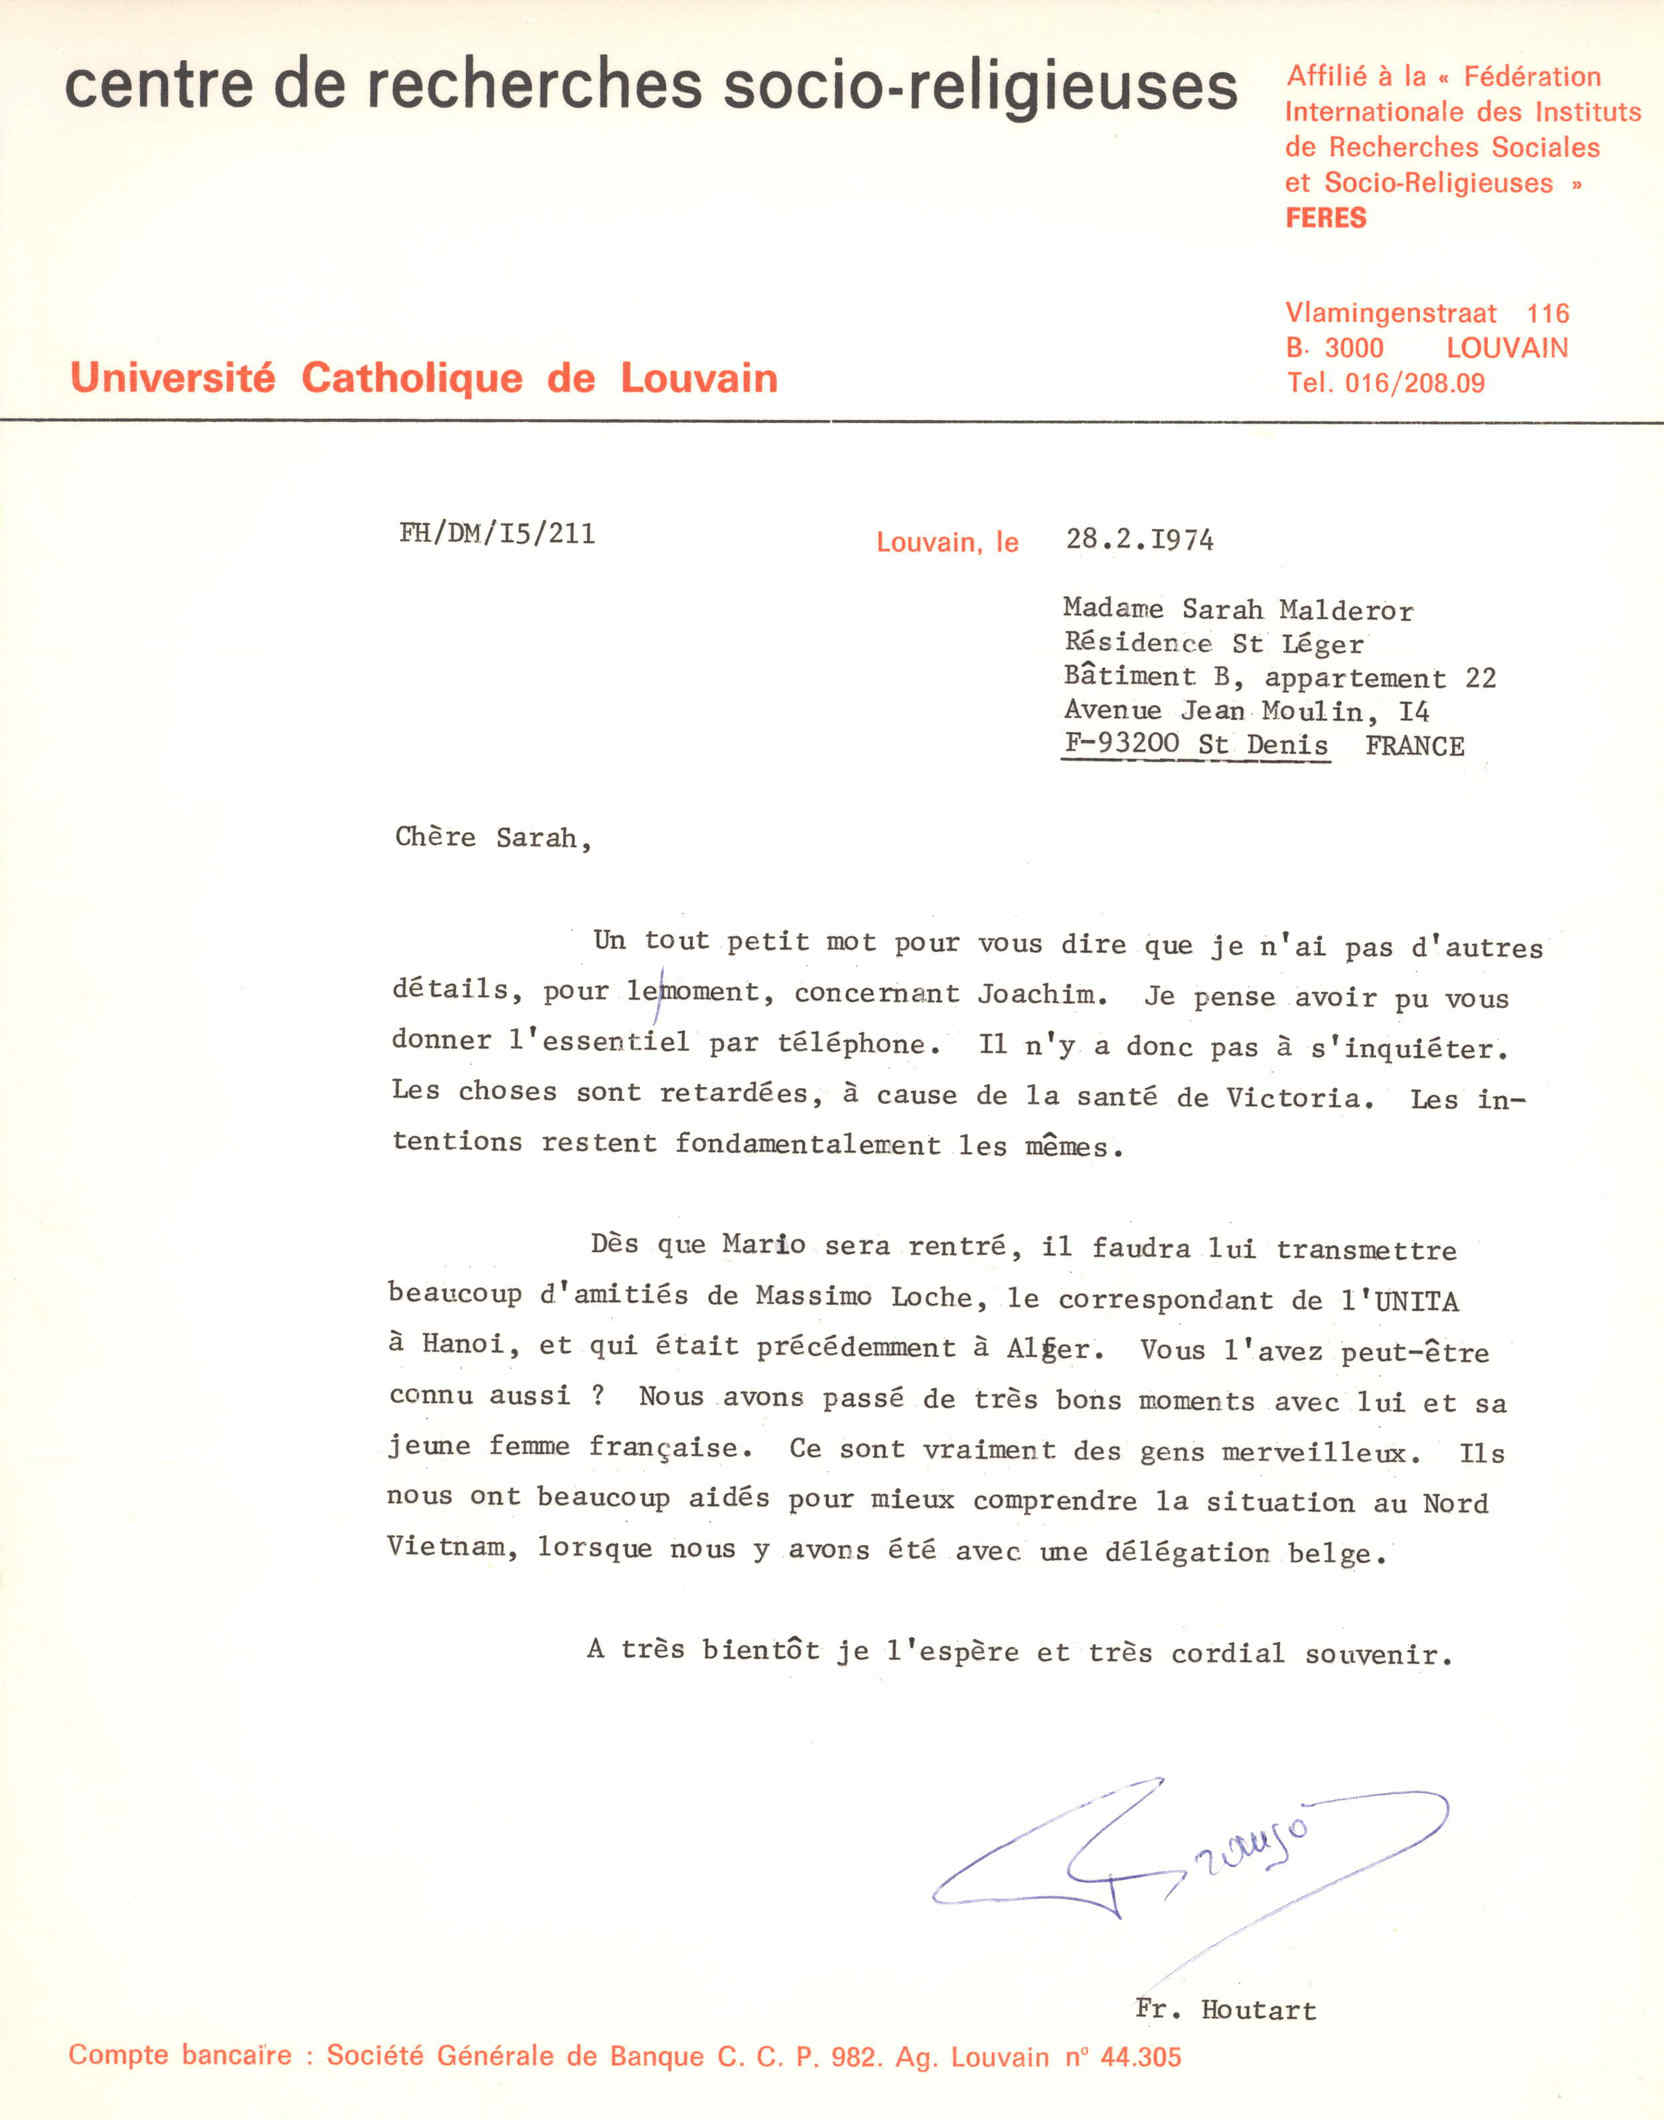 centre de recherches socio-religieuses
Affilié à la « Fédération
Internationale des Instituts
de Recherches Sociales
et Socio-Religieuses »
FERES
Vlamingenstraat 116
B. 3000 LOUVAIN
Tel. 016/208.09
Université Catholique de Louvain
FH/DM/I5/211
Louvain, le 28.2.I974
Madame Sarah Malderor
Résidence St Léger
Bâtiment B, appartement 22
Avenue Jean Moulin, I4
F-93200 St Denis FRANCE
Chère Sarah,
Un tout petit mot pour vous dire que je n'ai pas d'autres
détails, pour le/moment, concernant Joachim. Je pense avoir pu vous
donner l'essentiel par téléphone. Il n'y a donc pas à s'inquiéter.
Les choses sont retardées, à cause de la santé de Victoria. Les in-
tentions restent fondamentalement les mêmes.
Dès que Mario sera rentré, il faudra lui transmettre
beaucoup d'amitiés de Massimo Loche, le correspondant de l'UNITA
à Hanoi, et qui était précédemment à Alger. Vous l'avez peut-être
connu aussi ? Nous avons passé de très bons moments avec lui et sa
jeune femme française. Ce sont vraiment des gens merveilleux. Ils
nous ont beaucoup aidés pour mieux comprendre la situation au Nord
Vietnam, lorsque nous y avons été avec une délégation belge.
A très bientôt je l'espère et très cordial souvenir.
Fr. Houtart
Compte bancaire : Société Générale de Banque C. C. P. 982. Ag. Louvain nº 44.305